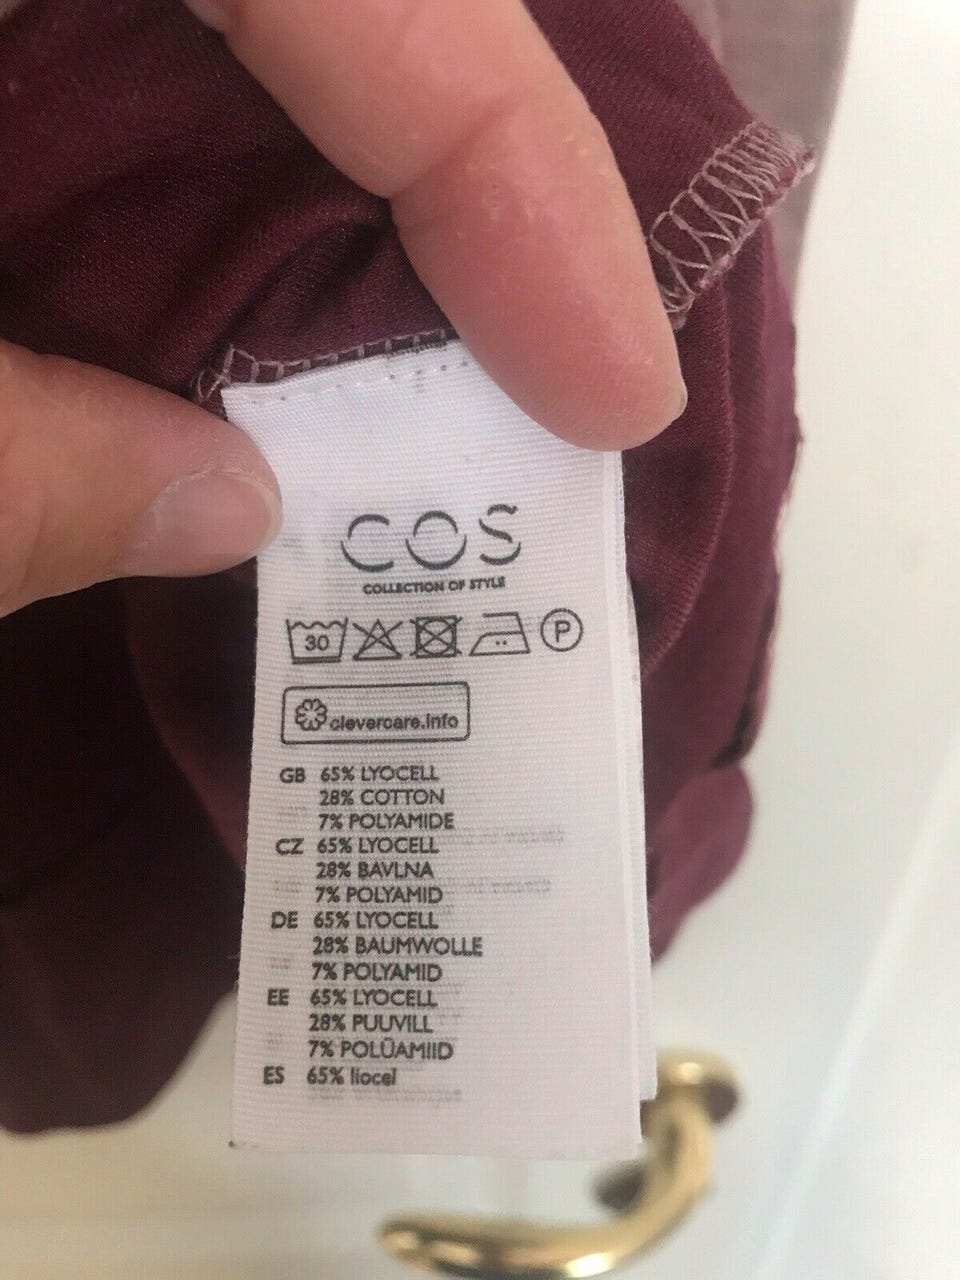 COS
COLLECTION OF STYLE
30 P
clevercare.info
GB 65% LYOCELL
28% COTTON
7% POLYAMIDE
CZ 65% LYOCELL
28% BAVLNA
7% POLYAMID
DE 65% LYOCELL
28% BAUMWOLLE
7% POLYAMID
EE 65% LYOCELL
28% PUUVILL
7% POLÜAMIID
ES 65% liocel